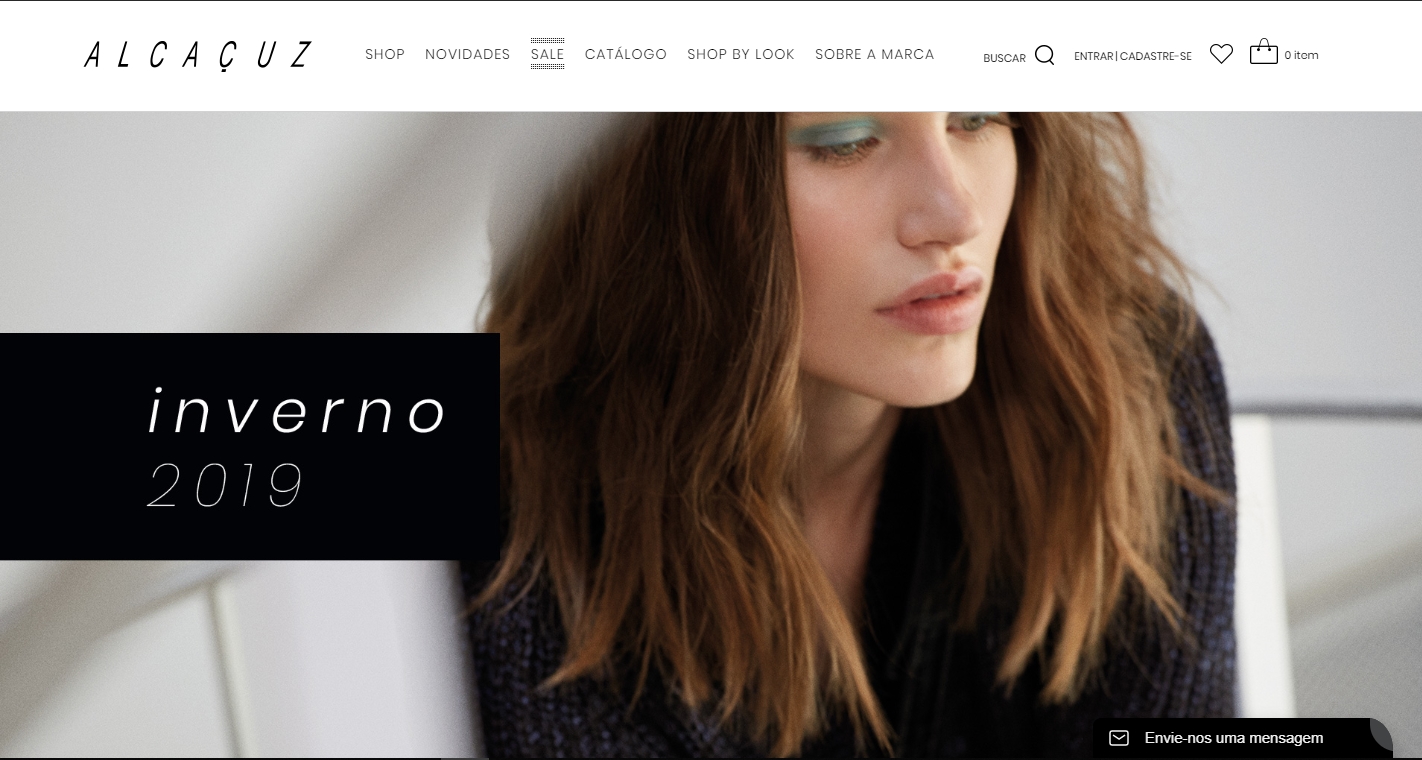 ALCAÇUZ
SHOP NOVIDADES SALE CATÁLOGO SHOP BY LOOK SOBRE A MARCA
BUSCAR ENTRAR | CADASTRE-SE 0 item
inverno
2019
Envie-nos uma mensagem